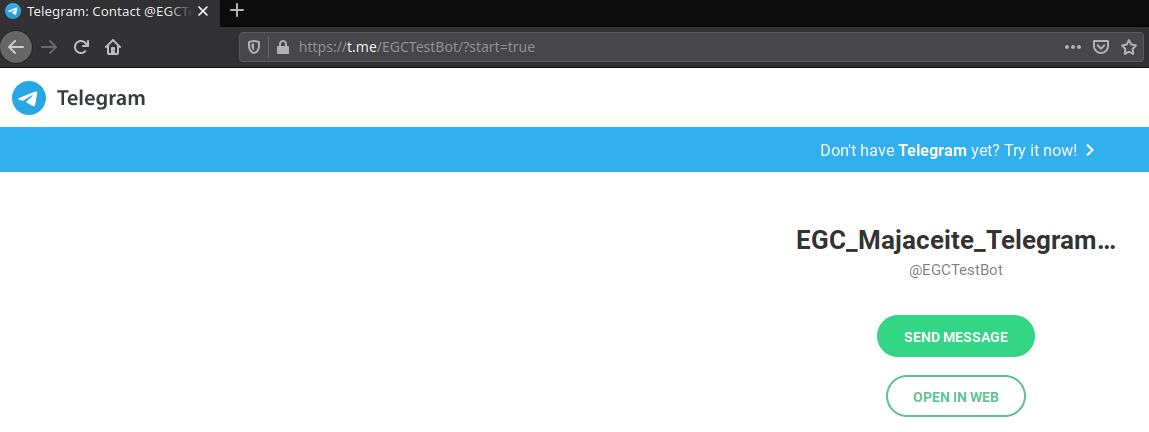 Telegram: Contact @EGCT
https://t.me/EGCTestBot/?start=true
Telegram
Don't have Telegram yet? Try it now!
EGC_Majaceite_Telegram...
@EGCTestBot
SEND MESSAGE
OPEN IN WEB